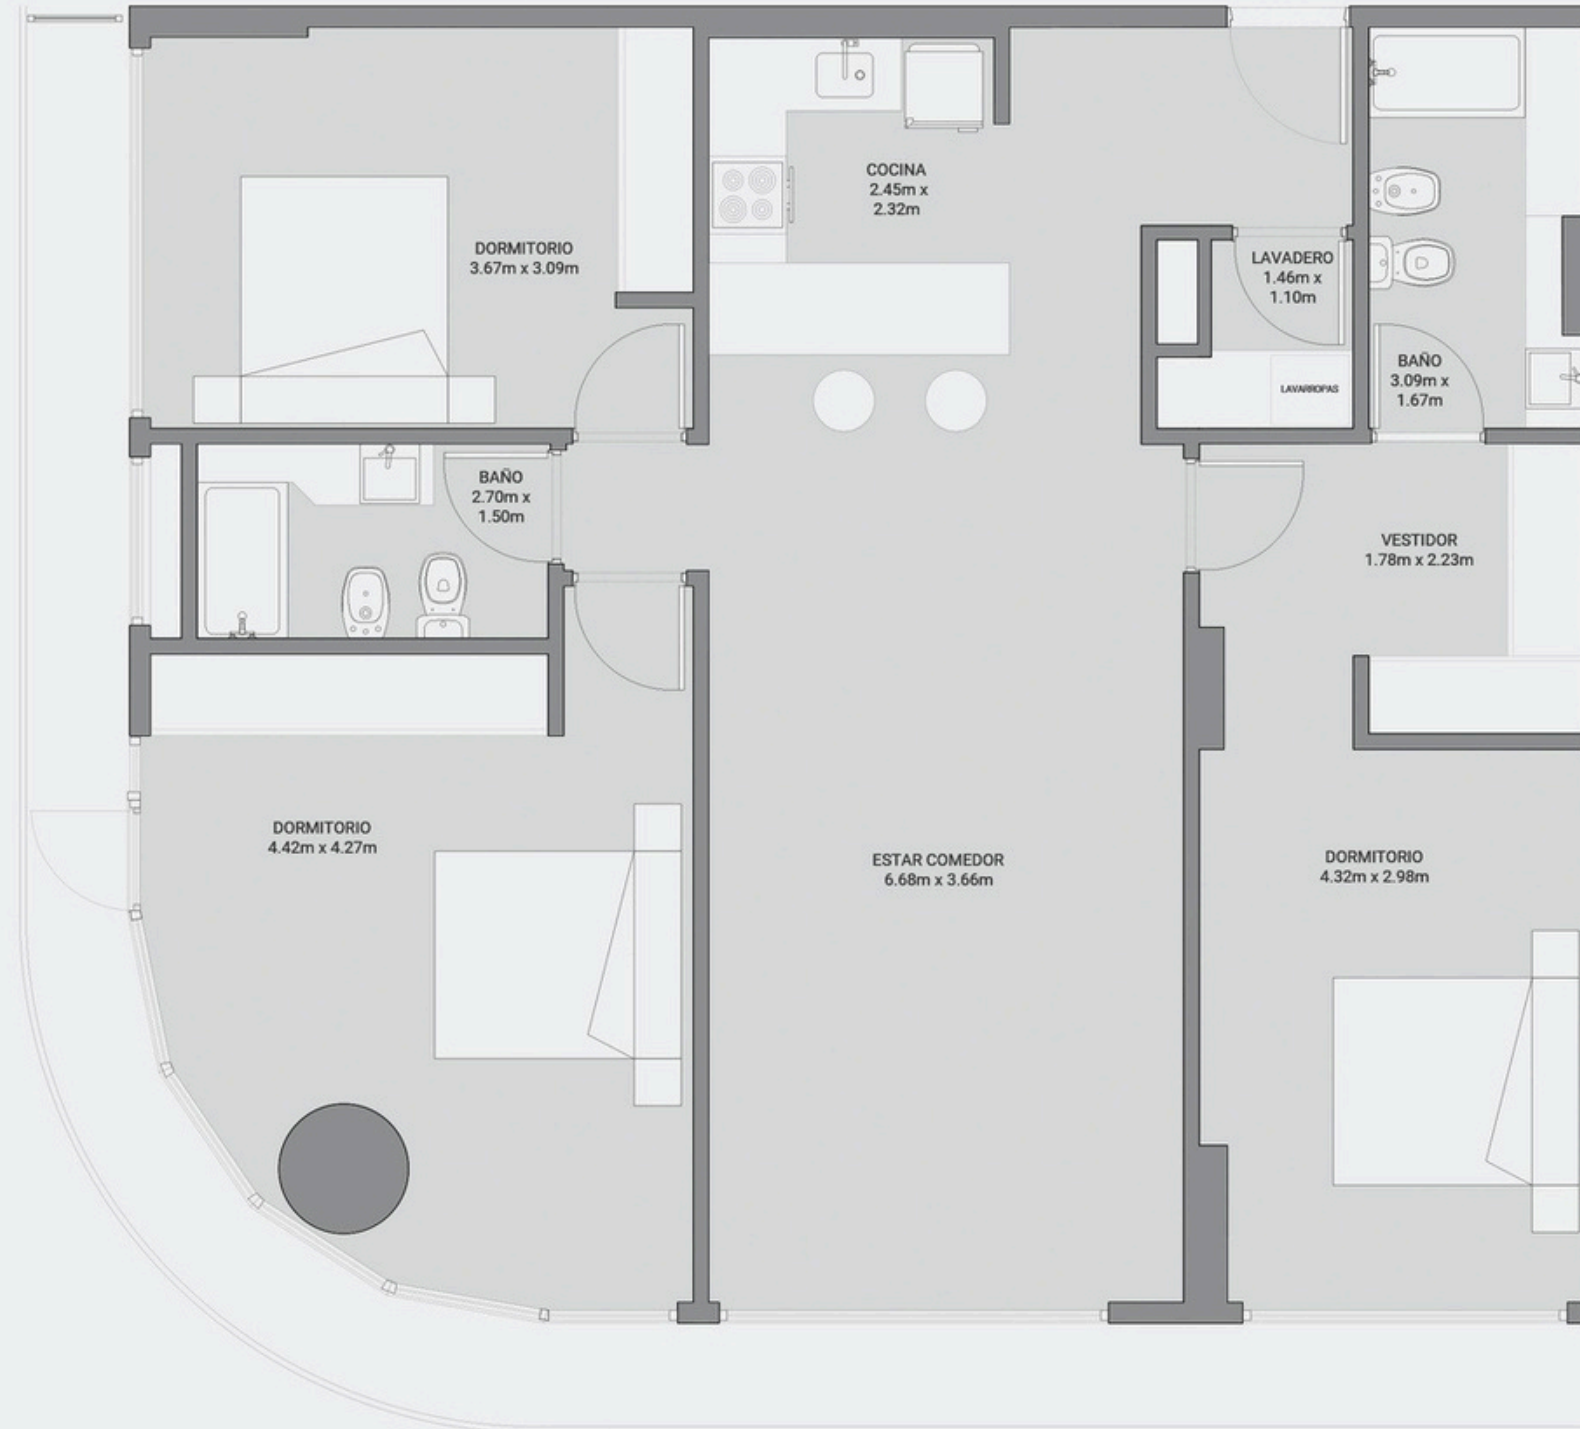 COCINA
2.45m x
2.32m
DORMITORIO
3.67m x 3.09m
LAVADERO
1.46m x
1.10m
LAVARROPAS
BAÑO
3.09m x
1.67m
BAÑO
2.70m x
1.50m
VESTIDOR
1.78m x 2.23m
DORMITORIO
4.42m x 4.27m
ESTAR COMEDOR
6.68m x 3.66m
DORMITORIO
4.32m x 2.98m